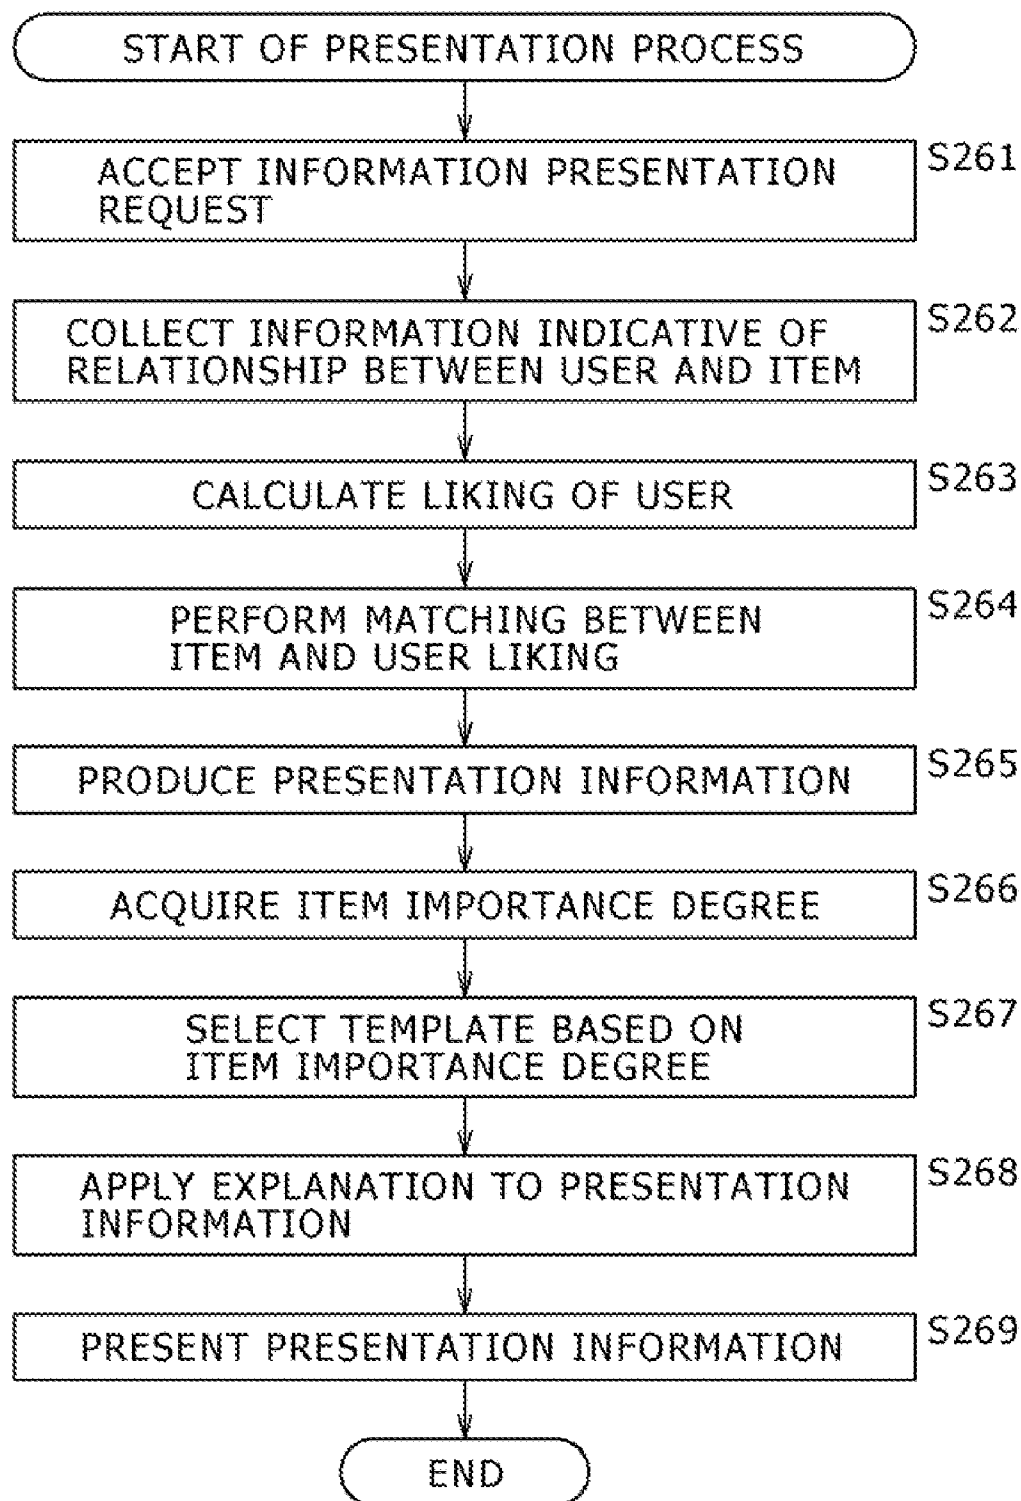 START OF PRESENTATION PROCESS
S261
ACCEPT INFORMATION PRESENTATION
REQUEST
S262
COLLECT INFORMATION INDICATIVE OF
RELATIONSHIP BETWEEN USER AND ITEM
S263
CALCULATE LIKING OF USER
S264
PERFORM MATCHING BETWEEN
ITEM AND USER LIKING
S265
PRODUCE PRESENTATION INFORMATION
S266
ACQUIRE ITEM IMPORTANCE DEGREE
S267
SELECT TEMPLATE BASED ON
ITEM IMPORTANCE DEGREE
S268
APPLY EXPLANATION TO PRESENTATION
INFORMATION
S269
PRESENT PRESENTATION INFORMATION
END